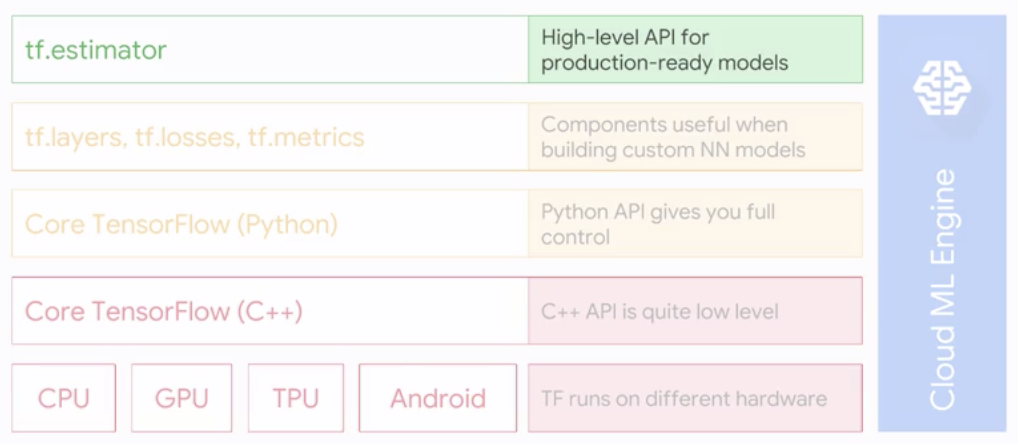 tf.estimator
High-level API for
production-ready models
tf.layers, tf.losses, tf.metrics
Components useful when
building custom NN models
Core TensorFlow (Python)
Python API gives you full
control
Core TensorFlow (C++)
C++ API is quite low level
CPU
GPU
TPU
Android
TF runs on different hardware
Cloud ML Engine